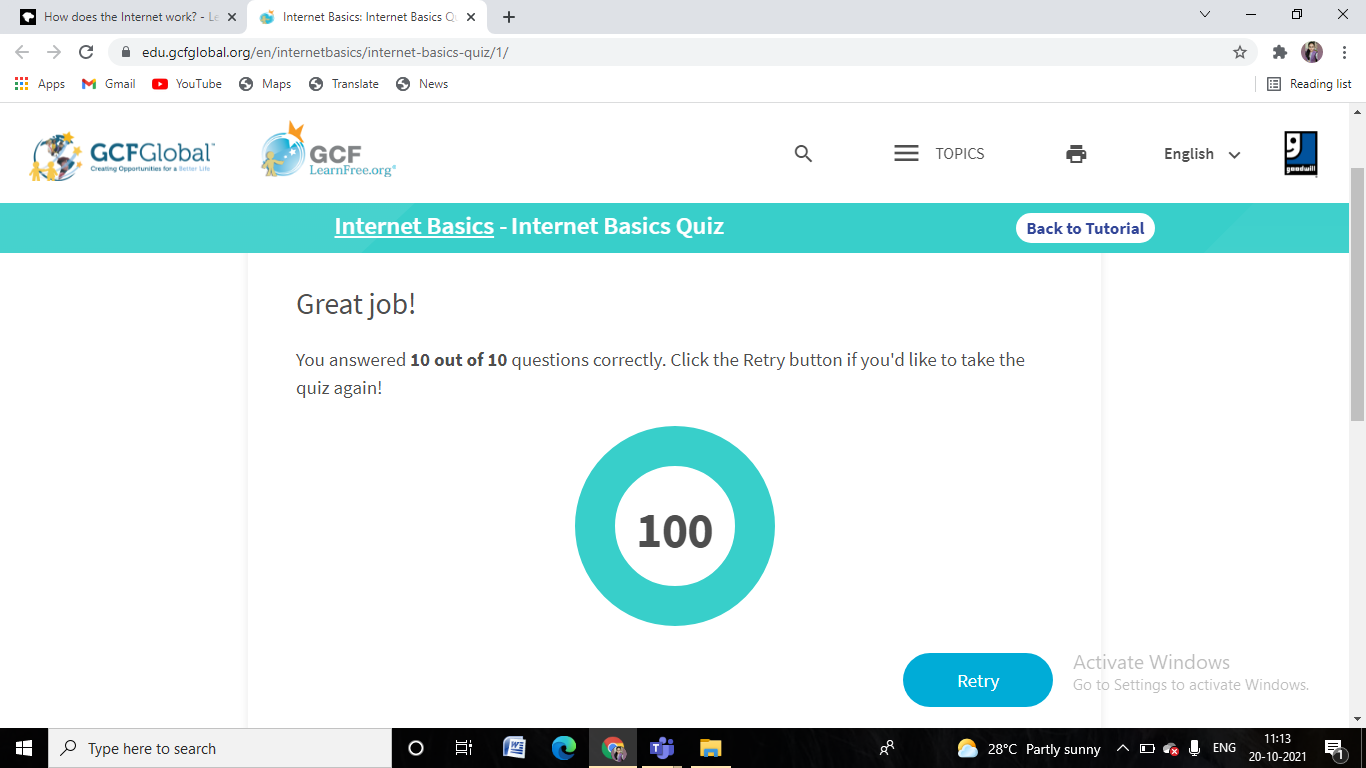 How does the Internet work? - Le
Internet Basics: Internet Basics Qu
edu.gcfglobal.org/en/internetbasics/internet-basics-quiz/1/
Apps Gmail YouTube Maps Translate News Reading list
GCFGlobal™
Creating Opportunities for a Better Life
GCF
LearnFree.org®
TOPICS
English
goodwill
Internet Basics - Internet Basics Quiz
Back to Tutorial
Great job!
You answered 10 out of 10 questions correctly. Click the Retry button if you'd like to take the
quiz again!
100
Retry
Activate Windows
Go to Settings to activate Windows.
Type here to search
28°C Partly sunny
ENG
11:13
20-10-2021
1